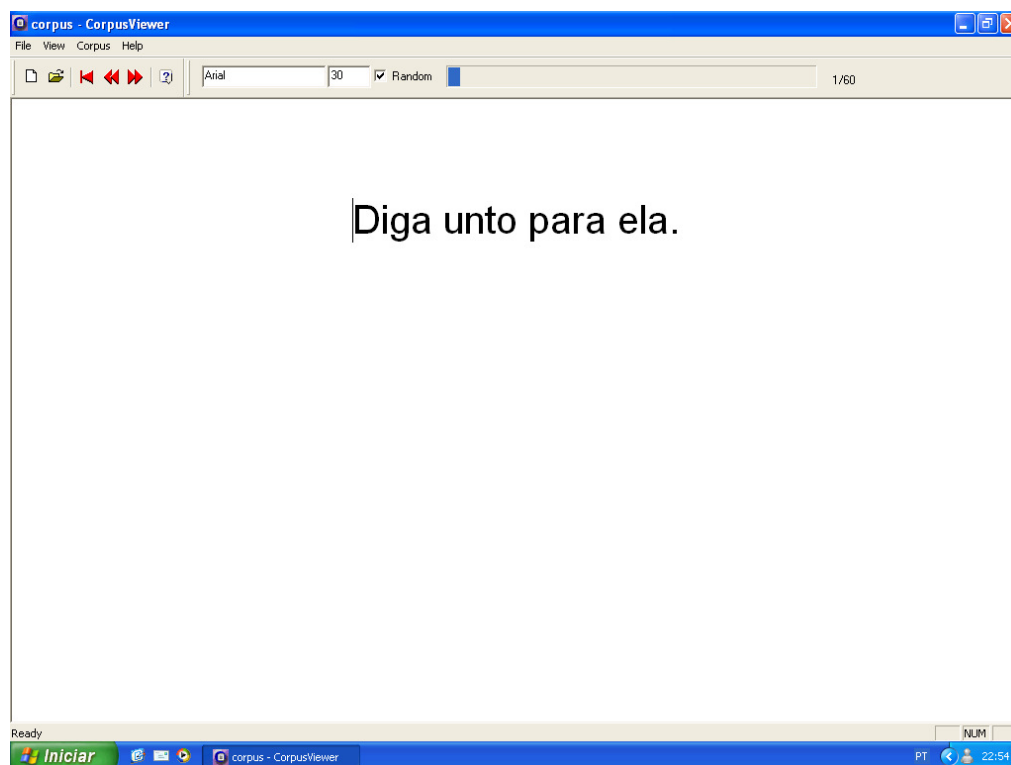 corpus - CorpusViewer
File View Corpus Help
Arial 30 Random 1/60
Diga unto para ela.
Ready NUM
Iniciar corpus - CorpusViewer PT 22:54